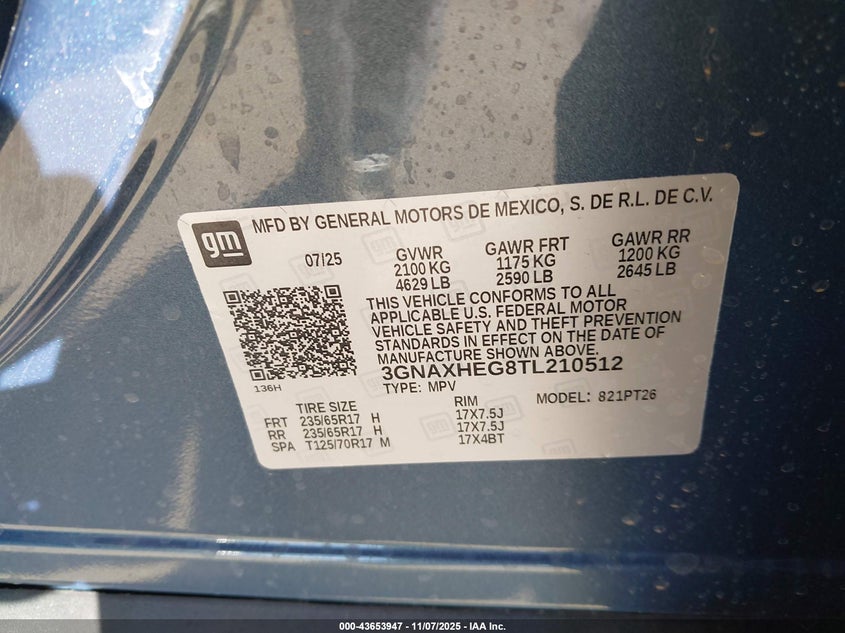 gm
MFD BY GENERAL MOTORS DE MEXICO, S. DE R.L. DE C.V.
07/25
GVWR
2100 KG
4629 LB
GAWR FRT
1175 KG
2590 LB
GAWR RR
1200 KG
2645 LB
THIS VEHICLE CONFORMS TO ALL
APPLICABLE U.S. FEDERAL MOTOR
VEHICLE SAFETY AND THEFT PREVENTION
STANDARDS IN EFFECT ON THE DATE OF
MANUFACTURE SHOWN ABOVE.
3GNAXHEG8TL210512
TYPE: MPV
MODEL: 821PT26
136H
TIRE SIZE RIM
FRT 235/65R17 H 17X7.5J
RR 235/65R17 H 17X7.5J
SPA T125/70R17 M 17X4BT
000-43653947 - 11/07/2025 - IAA Inc.